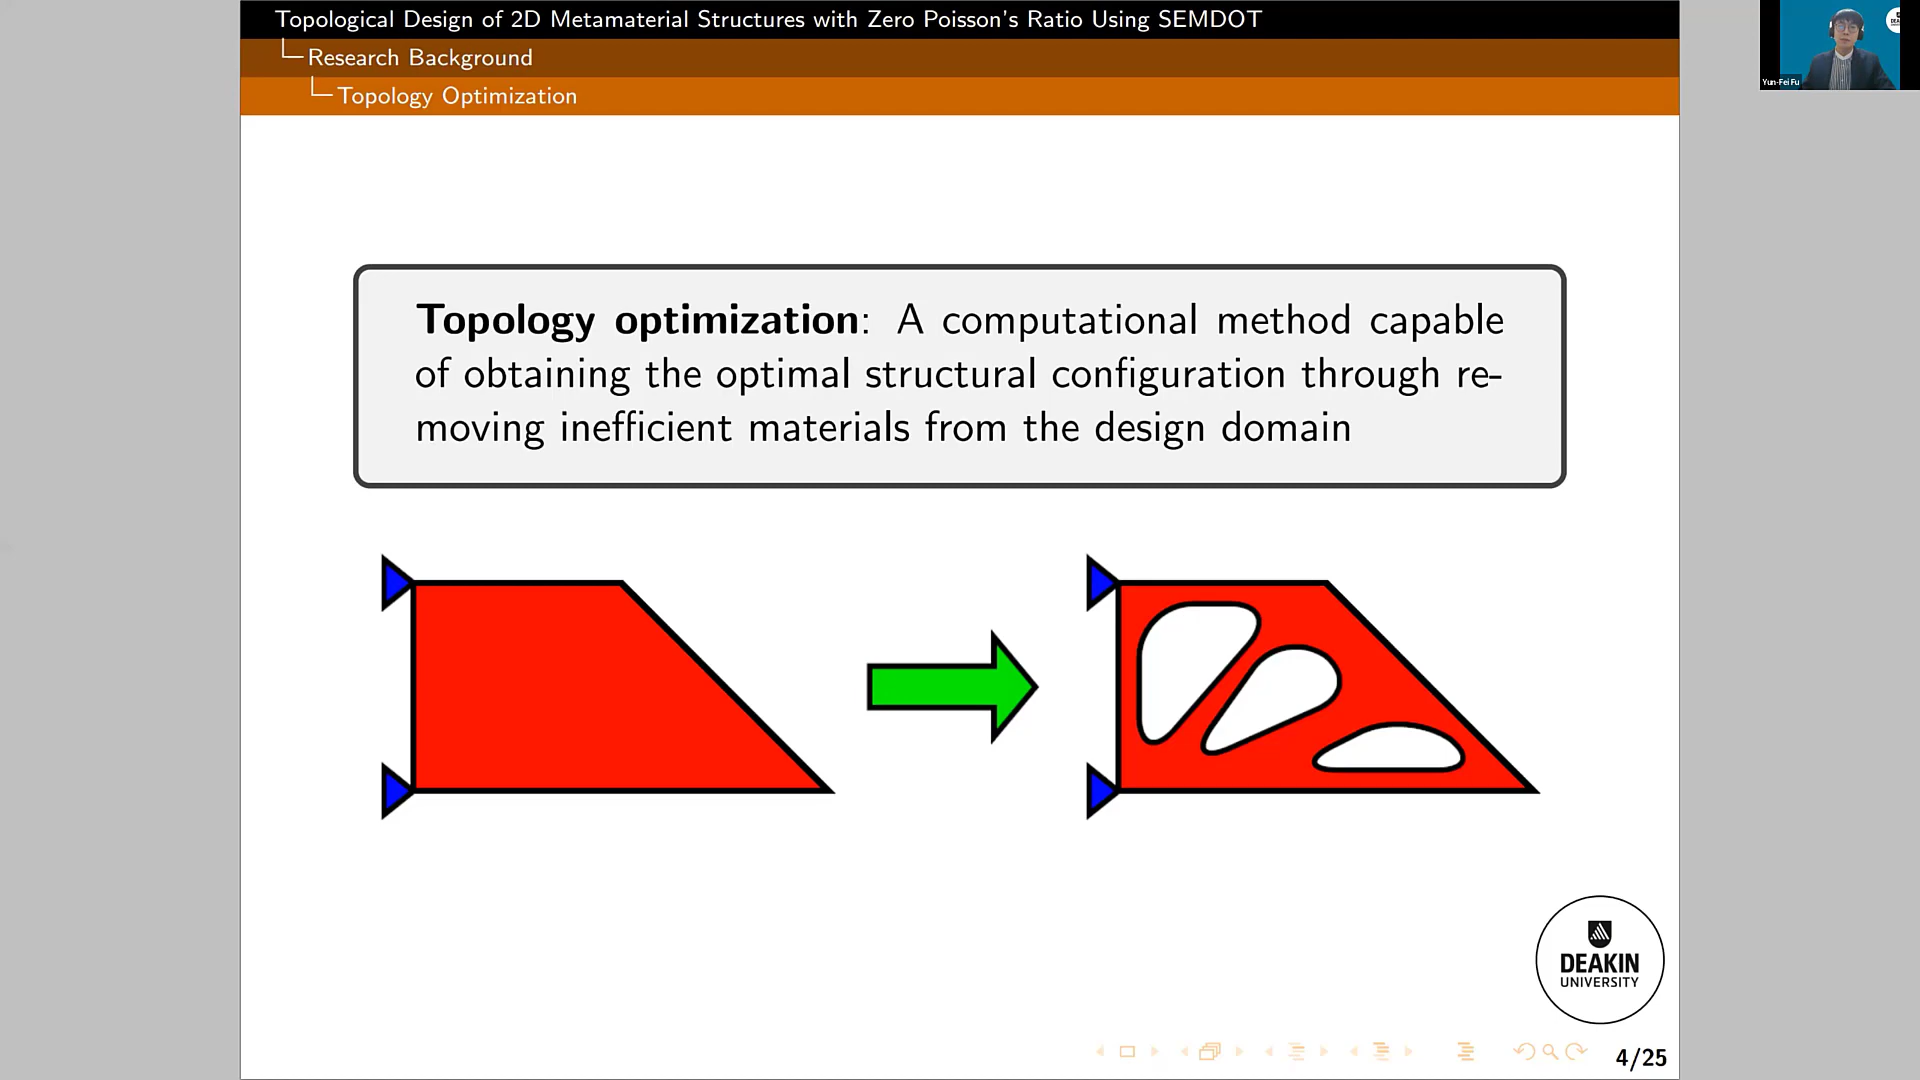 Topological Design of 2D Metamaterial Structures with Zero Poisson's Ratio Using SEMDOT
Research Background
Topology Optimization
Yun-Fei Fu
Topology optimization: A computational method capable
of obtaining the optimal structural configuration through re-
moving inefficient materials from the design domain
DEAKIN
UNIVERSITY
4/25